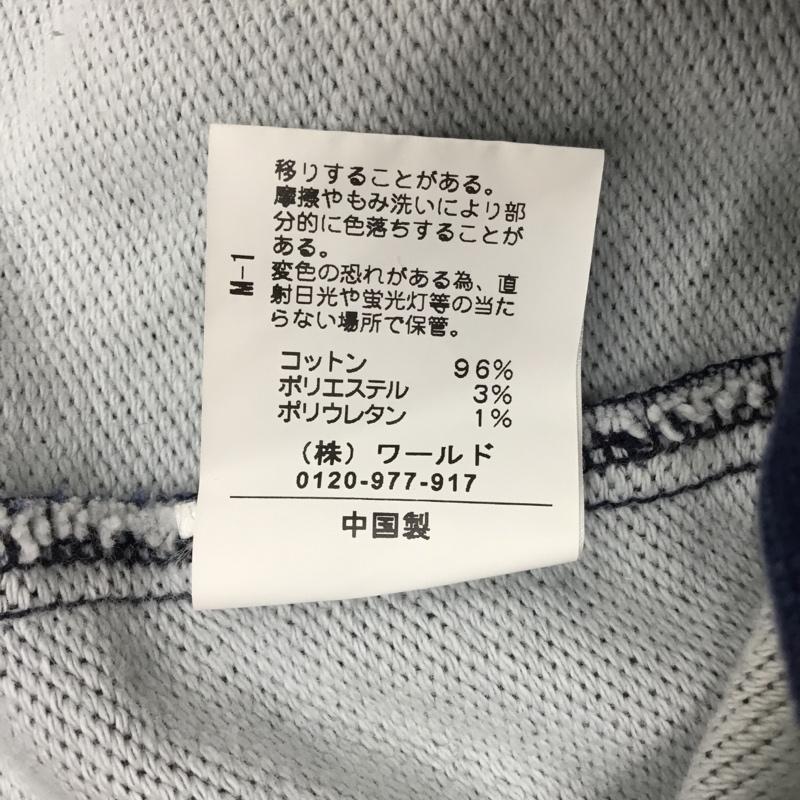 移りすることがある。
摩擦やもみ洗いにより部
分的に色落ちすることが
ある。
変色の恐れがある為、直
射日光や蛍光灯等の当た
らない場所で保管。
M-1
コットン 96%
ポリエステル 3%
ポリウレタン 1%
(株) ワールド
0120-977-917
中国製